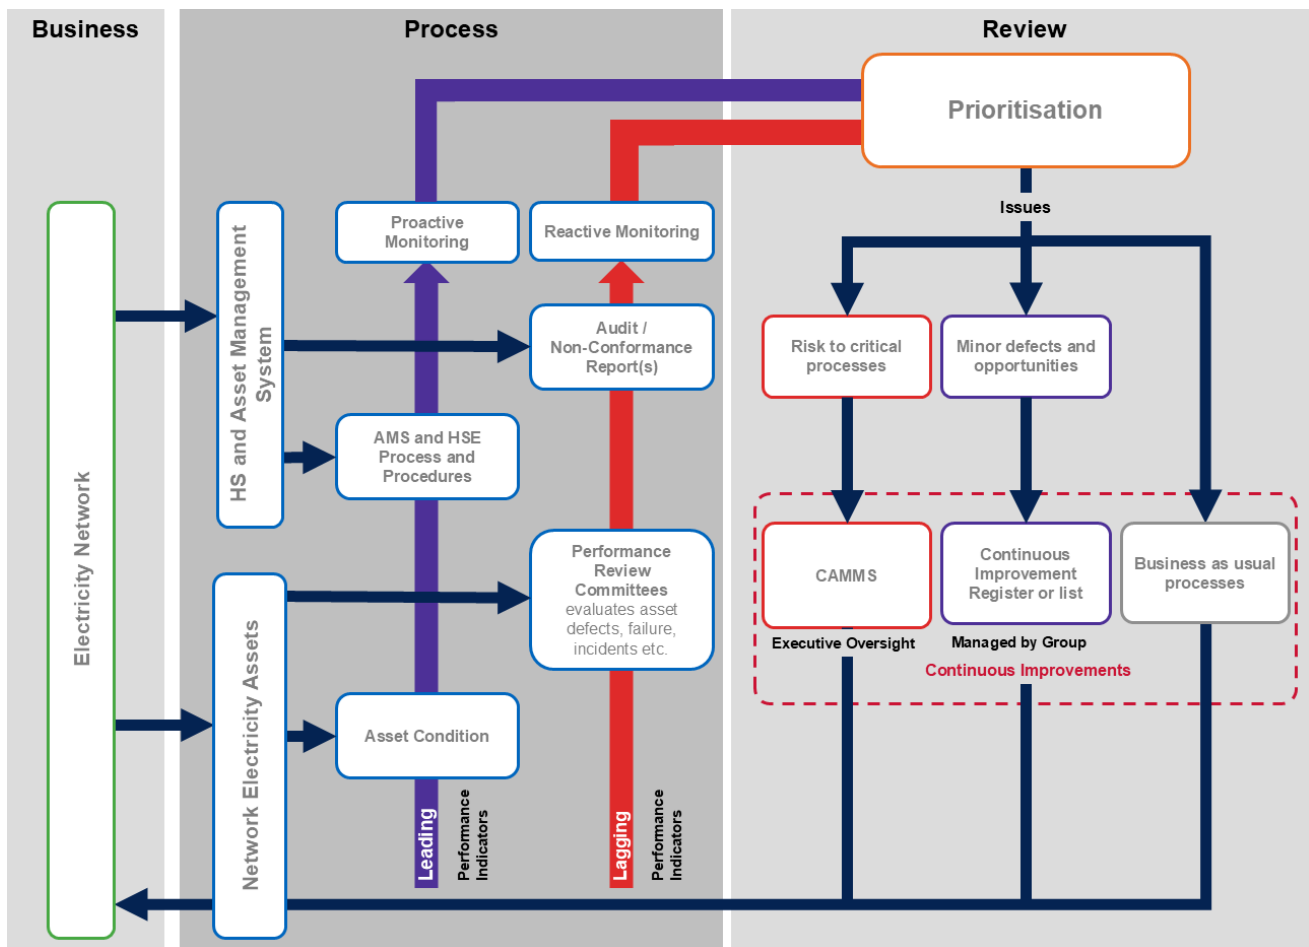 Business
Process
Review
Prioritisation
Issues
Proactive
Monitoring
Reactive Monitoring
HS and Asset Management
System
Audit /
Non-Conformance
Report(s)
Risk to critical
processes
Minor defects and
opportunities
AMS and HSE
Process and
Procedures
Electricity Network
Performance
Review
Committees
evaluates asset
defects, failure,
incidents etc.
CAMMS
Continuous
Improvement
Register or list
Business as usual
processes
Executive Oversight
Managed by Group
Continuous Improvements
Network Electricity Assets
Asset Condition
Leading
Performance
Indicators
Lagging
Performance
Indicators